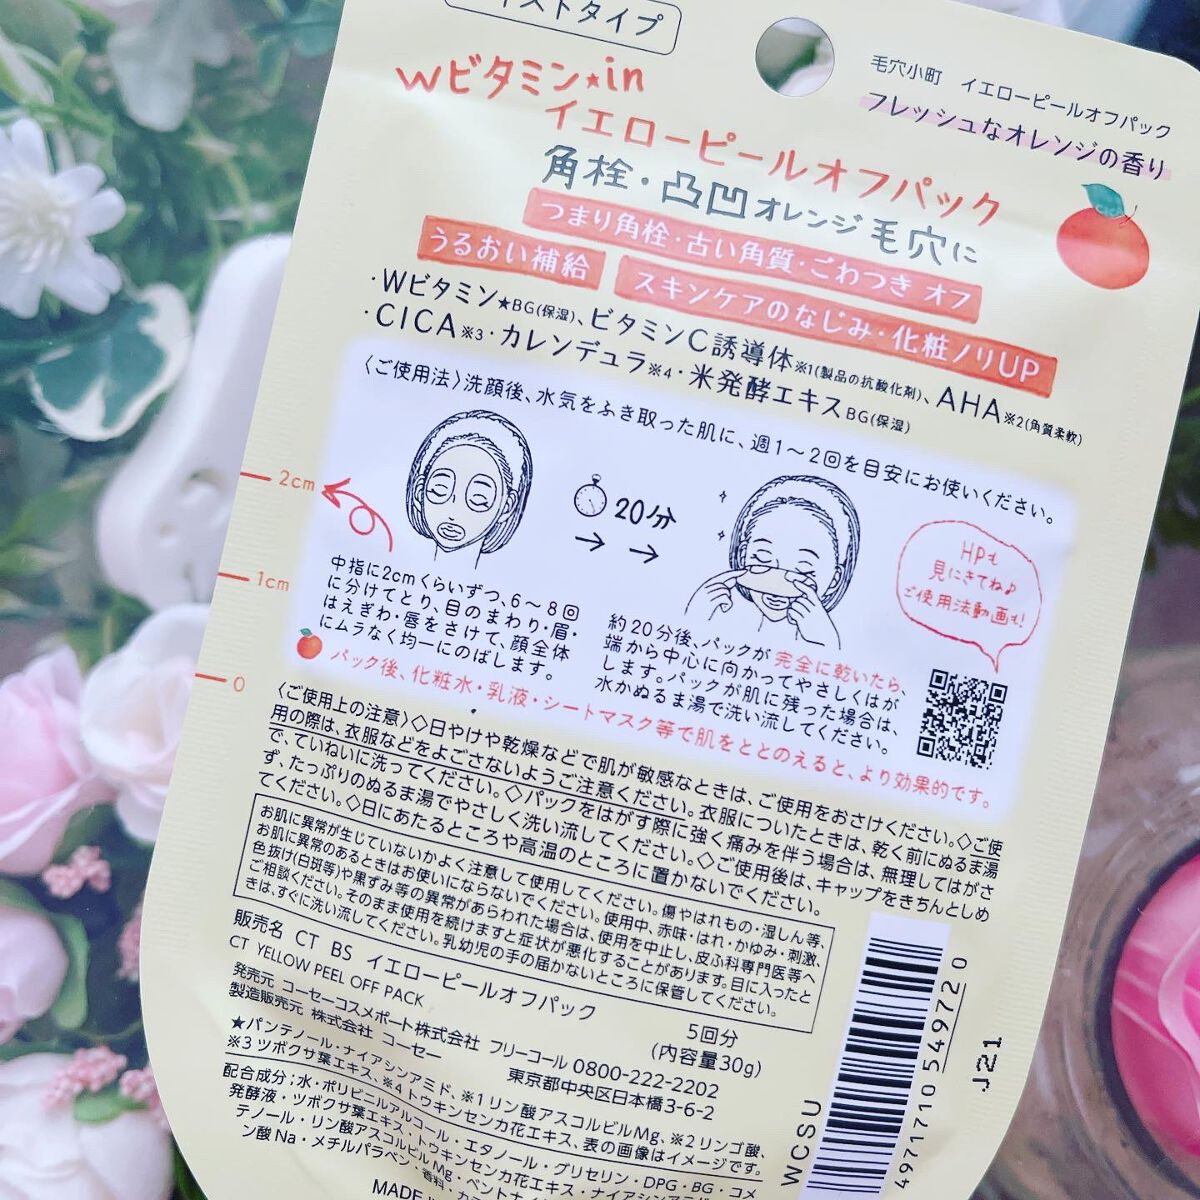 ストタイプ
毛穴小町 イエローピールオフパック
フレッシュなオレンジの香り
Wビタミン★in
イエローピールオフパック
角栓・凸凹オレンジ毛穴に
つまり角栓・古い角質・ごわつき オフ
うるおい補給
スキンケアのなじみ・化粧ノリUP
・Wビタミン★BG(保湿)、ビタミンC誘導体※1(製品の抗酸化剤)、AHA※2(角質柔軟)
・CICA※3・カレンデュラ※4・米発酵エキスBG(保湿)
〈ご使用法〉洗顔後、水気をふき取った肌に、週1～2回を目安にお使いください。
2cm
1cm
0
20分
HPも
見にきてね♪
ご使用法動画も!
中指に2cmくらいずつ、6～8回
に分けてとり、目のまわり・眉・
はえぎわ・唇をさけて、顔全体
にムラなく均一にのばします。
約20分後、パックが完全に乾いたら、
端から中心に向かってやさしくはが
します。パックが肌に残った場合は、
水かぬるま湯で洗い流してください。
パック後、化粧水・乳液・シートマスク等で肌をととのえると、より効果的です。
〈ご使用上の注意〉◇日やけや乾燥などで肌が敏感なときは、ご使用をおさけください。◇ご使
用の際は、衣服などをよごさないようご注意ください。衣服についたときは、乾く前にぬるま湯
で、ていねいに洗ってください。◇パックをはがす際に強く痛みを伴う場合は、無理してはがさ
ず、たっぷりのぬるま湯でやさしく洗い流してください。◇ご使用後は、キャップをきちんとしめ
てください。◇日にあたるところや高温のところに置かないでください。
お肌に異常が生じていないかよく注意して使用してください。傷やはれもの・湿しん等、
お肌に異常のあるときはお使いにならないでください。使用中、赤味・はれ・かゆみ・刺激、
色抜け(白斑等)や黒ずみ等の異常があらわれた場合は、使用を中止し、皮ふ科専門医等へ
ご相談ください。そのまま使用を続けますと症状が悪化することがあります。目に入ったと
きは、すぐに洗い流してください。乳幼児の手の届かないところに保管してください。
販売名 CT BS イエローピールオフパック
CT YELLOW PEEL OFF PACK
5回分
(内容量30g)
発売元 コーセーコスメポート株式会社 フリーコール 0800-222-2202
製造販売元 株式会社 コーセー 東京都中央区日本橋3-6-2
★パンテノール・ナイアシンアミド、※1リン酸アスコルビルMg、※2リンゴ酸、
※3ツボクサ葉エキス、※4トウキンセンカ花エキス、表の画像はイメージです。
配合成分：水・ポリビニルアルコール・エタノール・グリセリン・DPG・BG・コメ
発酵液・ツボクサ葉エキス・トウキンセンカ花エキス・ナイアシンアミド
テノール・リン酸アスコルビルMg・ベントナイ
ン酸Na・メチルパラベン・香料
MADE
WCSU
4971710 549720
J21